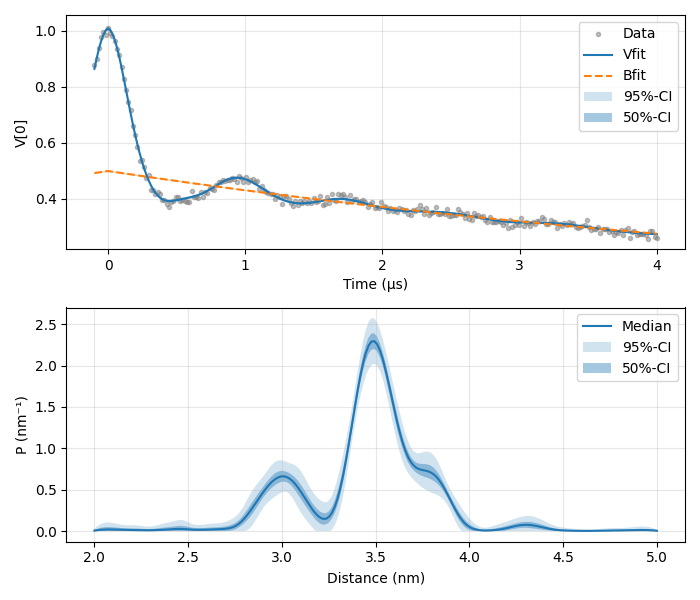 1.0
0.8
0.6
0.4
V[0]
Data
Vfit
Bfit
95%-CI
50%-CI
0
1
2
3
4
Time (μs)
2.5
2.0
1.5
1.0
0.5
0.0
P (nm⁻¹)
Median
95%-CI
50%-CI
2.0
2.5
3.0
3.5
4.0
4.5
5.0
Distance (nm)